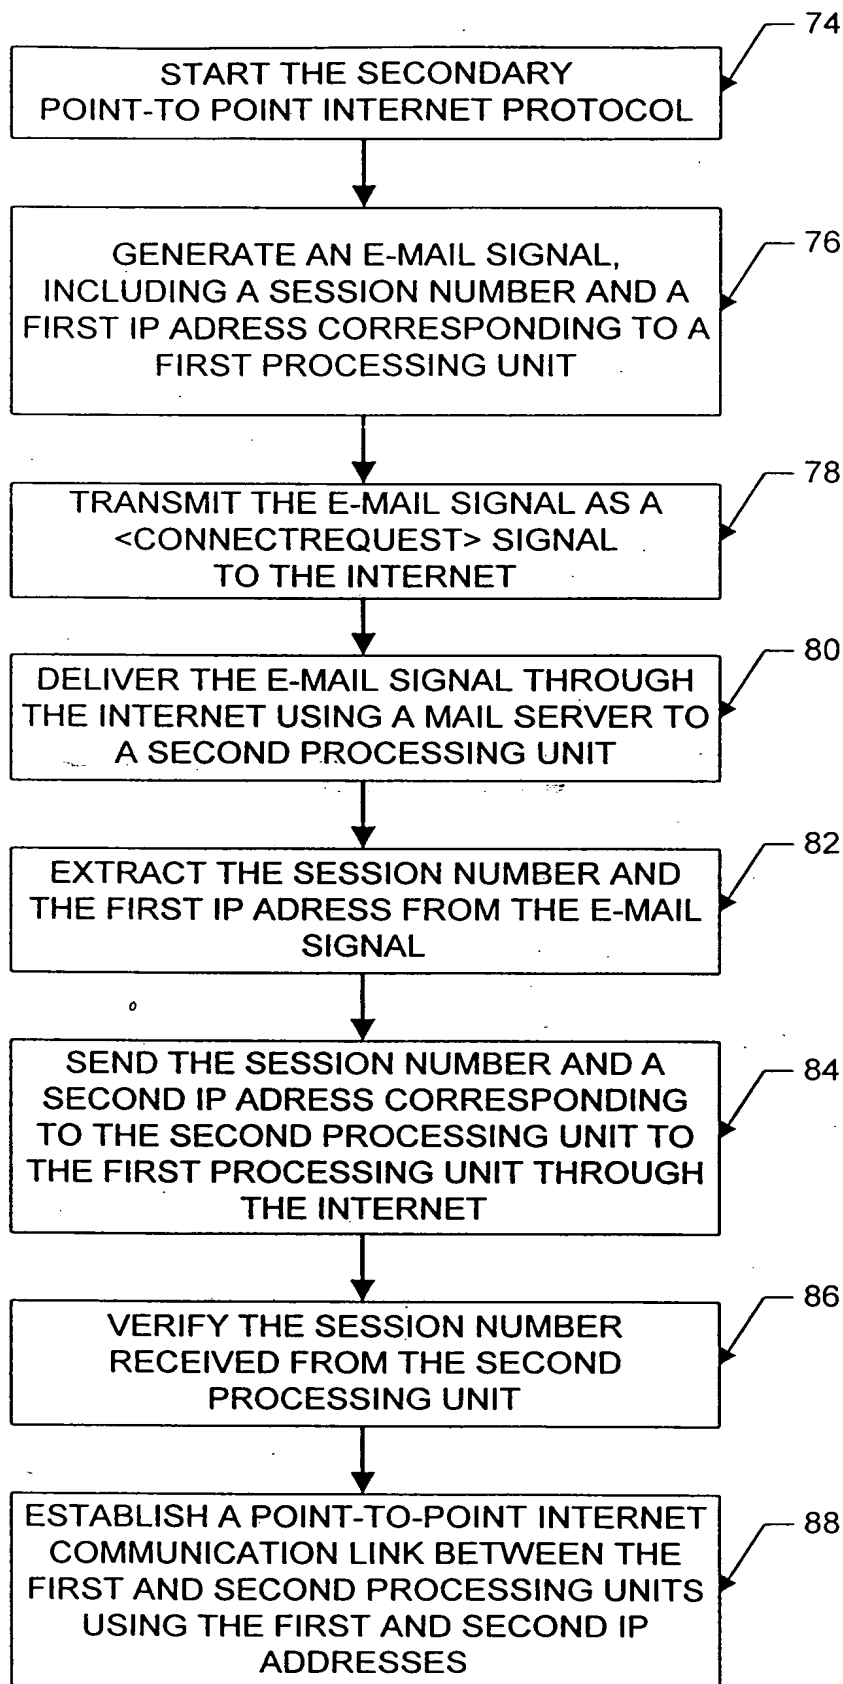 74
START THE SECONDARY
POINT-TO POINT INTERNET PROTOCOL
76
GENERATE AN E-MAIL SIGNAL,
INCLUDING A SESSION NUMBER AND A
FIRST IP ADRESS CORRESPONDING TO A
FIRST PROCESSING UNIT
78
TRANSMIT THE E-MAIL SIGNAL AS A
<CONNECTREQUEST> SIGNAL
TO THE INTERNET
80
DELIVER THE E-MAIL SIGNAL THROUGH
THE INTERNET USING A MAIL SERVER TO
A SECOND PROCESSING UNIT
82
EXTRACT THE SESSION NUMBER AND
THE FIRST IP ADRESS FROM THE E-MAIL
SIGNAL
84
SEND THE SESSION NUMBER AND A
SECOND IP ADRESS CORRESPONDING
TO THE SECOND PROCESSING UNIT TO
THE FIRST PROCESSING UNIT THROUGH
THE INTERNET
86
VERIFY THE SESSION NUMBER
RECEIVED FROM THE SECOND
PROCESSING UNIT
88
ESTABLISH A POINT-TO-POINT INTERNET
COMMUNICATION LINK BETWEEN THE
FIRST AND SECOND PROCESSING UNITS
USING THE FIRST AND SECOND IP
ADDRESSES